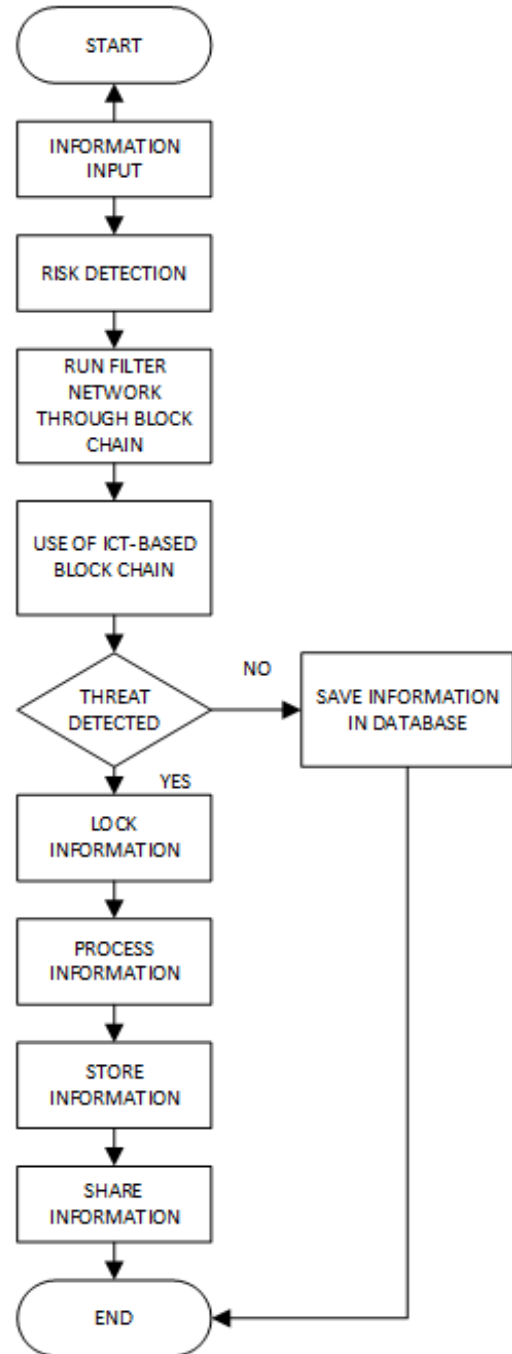 START
INFORMATION
INPUT
RISK DETECTION
RUN FILTER
NETWORK
THROUGH BLOCK
CHAIN
USE OF ICT-BASED
BLOCK CHAIN
THREAT
DETECTED
NO
SAVE INFORMATION
IN DATABASE
YES
LOCK
INFORMATION
PROCESS
INFORMATION
STORE
INFORMATION
SHARE
INFORMATION
END